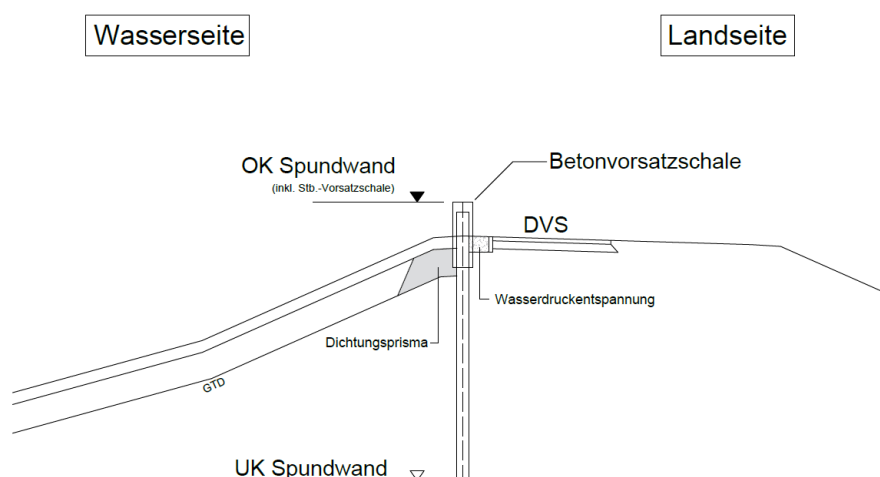 Wasserseite
Landseite
OK Spundwand
(inkl. Stb.-Vorsatzschale)
Betonvorsatzschale
DVS
Wasserdruckentspannung
Dichtungsprisma
GTD
UK Spundwand